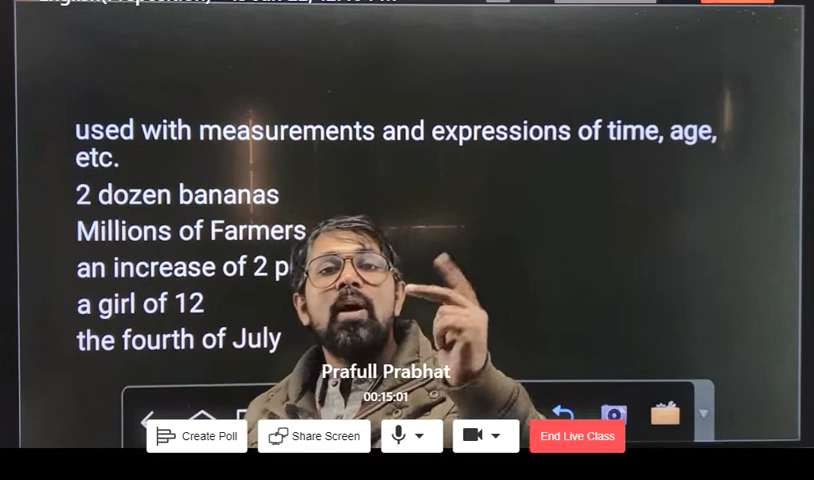 used with measurements and expressions of time, age,
etc.
2 dozen bananas
Millions of Farmers
an increase of 2 p
a girl of 12
the fourth of July
Prafull Prabhat
00:15:01
Create Poll
Share Screen
End Live Class